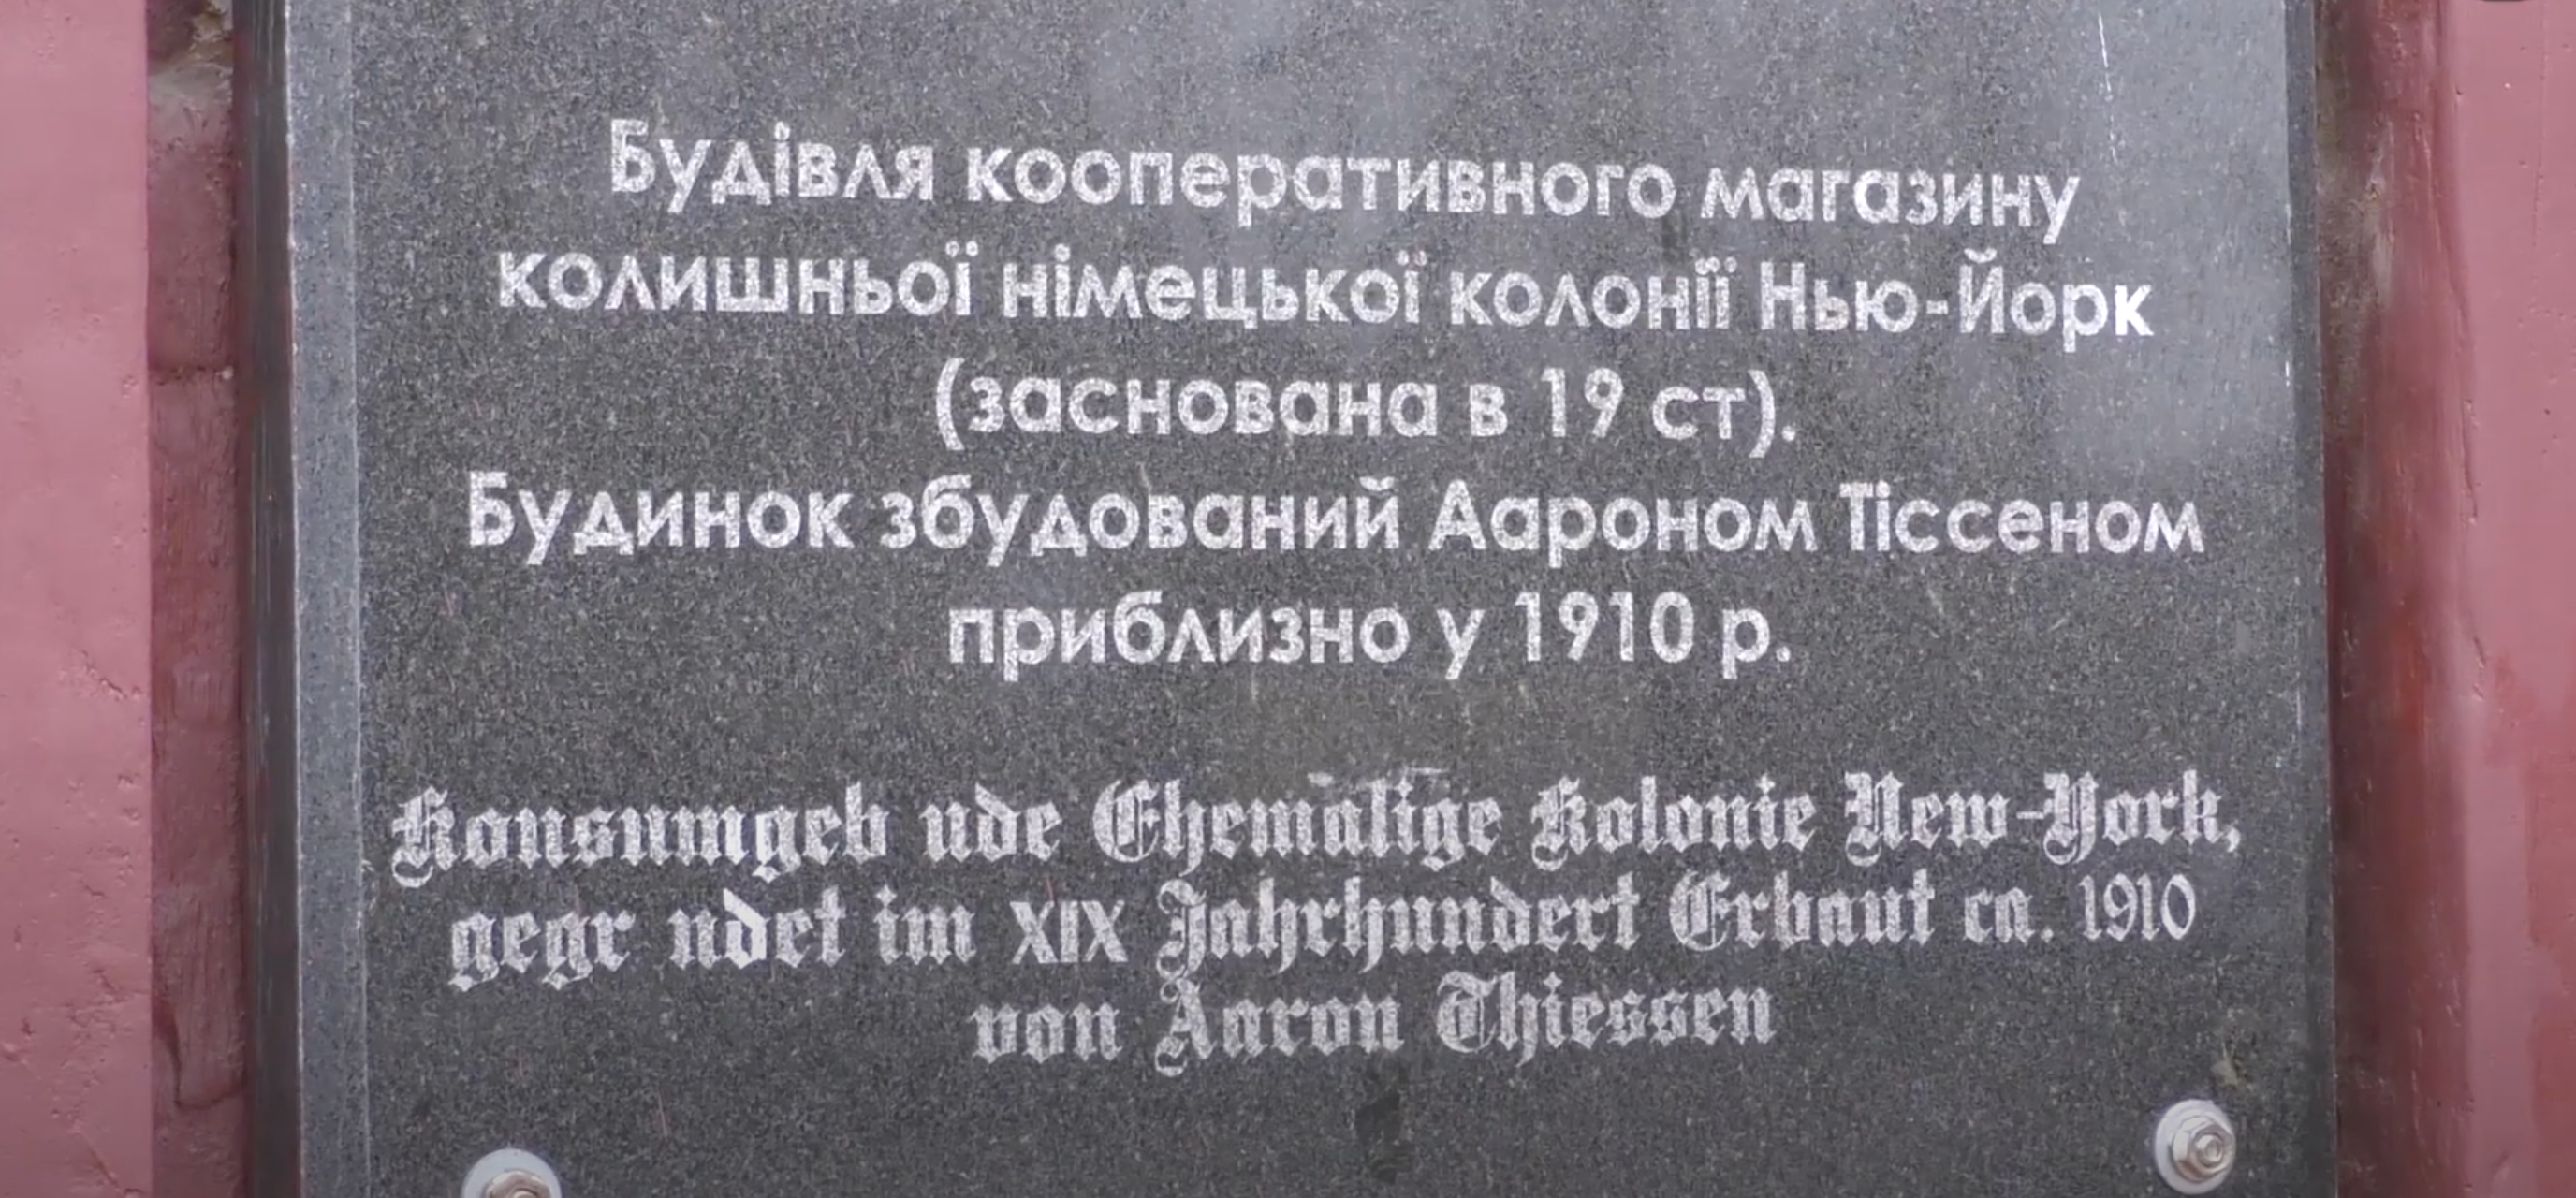 Будівля кооперативного магазину
колишньої німецької колонії Нью-Йорк
(заснована в 19 ст).
Будинок збудований Аароном Тіссеном
приблизно у 1910 р.
Konsumgeb ude Ehemalige Kolonie New-York,
gegr ndet im XIX Jahrhundert Erbaut ca. 1910
von Aaron Thiessen